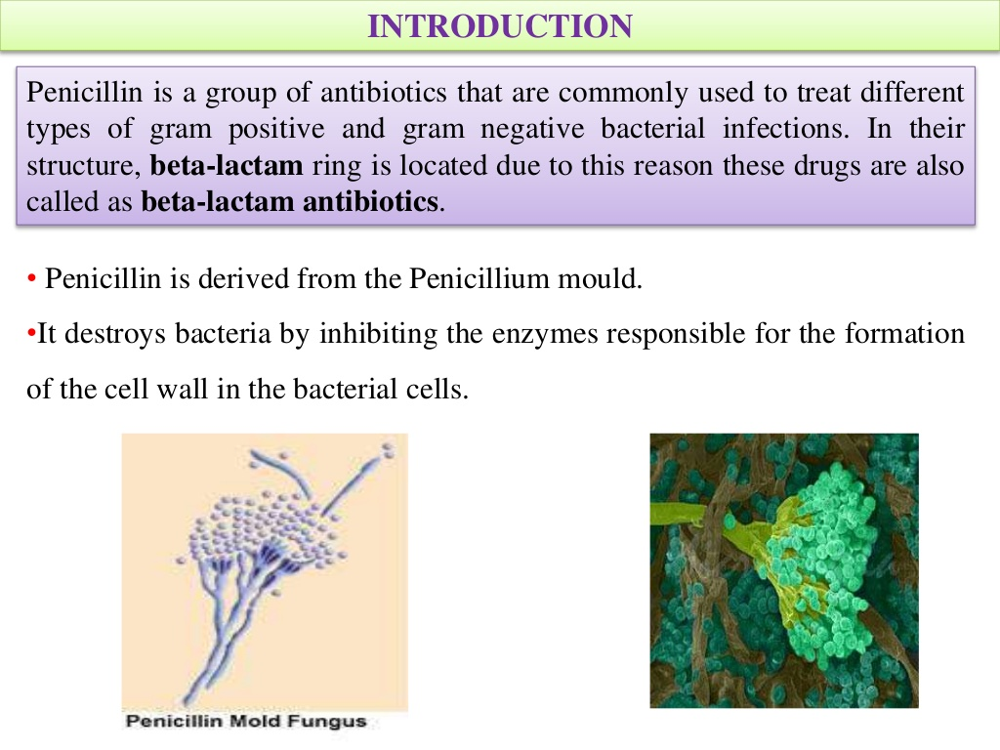 INTRODUCTION
Penicillin is a group of antibiotics that are commonly used to treat different
types of gram positive and gram negative bacterial infections. In their
structure, beta-lactam ring is located due to this reason these drugs are also
called as beta-lactam antibiotics.
• Penicillin is derived from the Penicillium mould.
•It destroys bacteria by inhibiting the enzymes responsible for the formation
of the cell wall in the bacterial cells.
Penicillin Mold Fungus